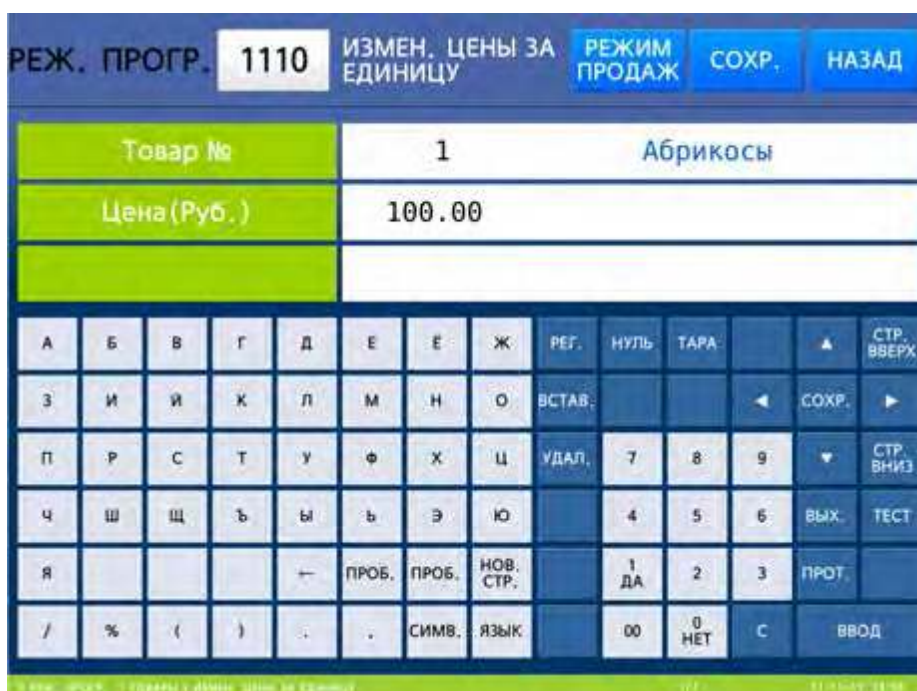 РЕЖ. ПРОГР. 1110 ИЗМЕН. ЦЕНЫ ЗА ЕДИНИЦУ РЕЖИМ ПРОДАЖ СОХР. НАЗАД
Товар № 1 Абрикосы
Цена(Руб.) 100.00
А Б В Г Д Е Ё Ж РЕГ. НУЛЬ ТАРА ▲ СТР. ВВЕРХ
З И Й К Л М Н О ВСТАВ. ◀ СОХР. ▶
П Р С Т У Ф Х Ц УДАЛ. 7 8 9 ▼ СТР. ВНИЗ
Ч Ш Щ Ъ Ы Ь Э Ю 4 5 6 ВЫХ. ТЕСТ
Я ← ПРОБ. ПРОБ. НОВ. СТР. 1 ДА 2 3 ПРОТ.
/ % ( ) . . СИМВ. ЯЗЫК 00 0 НЕТ С ВВОД